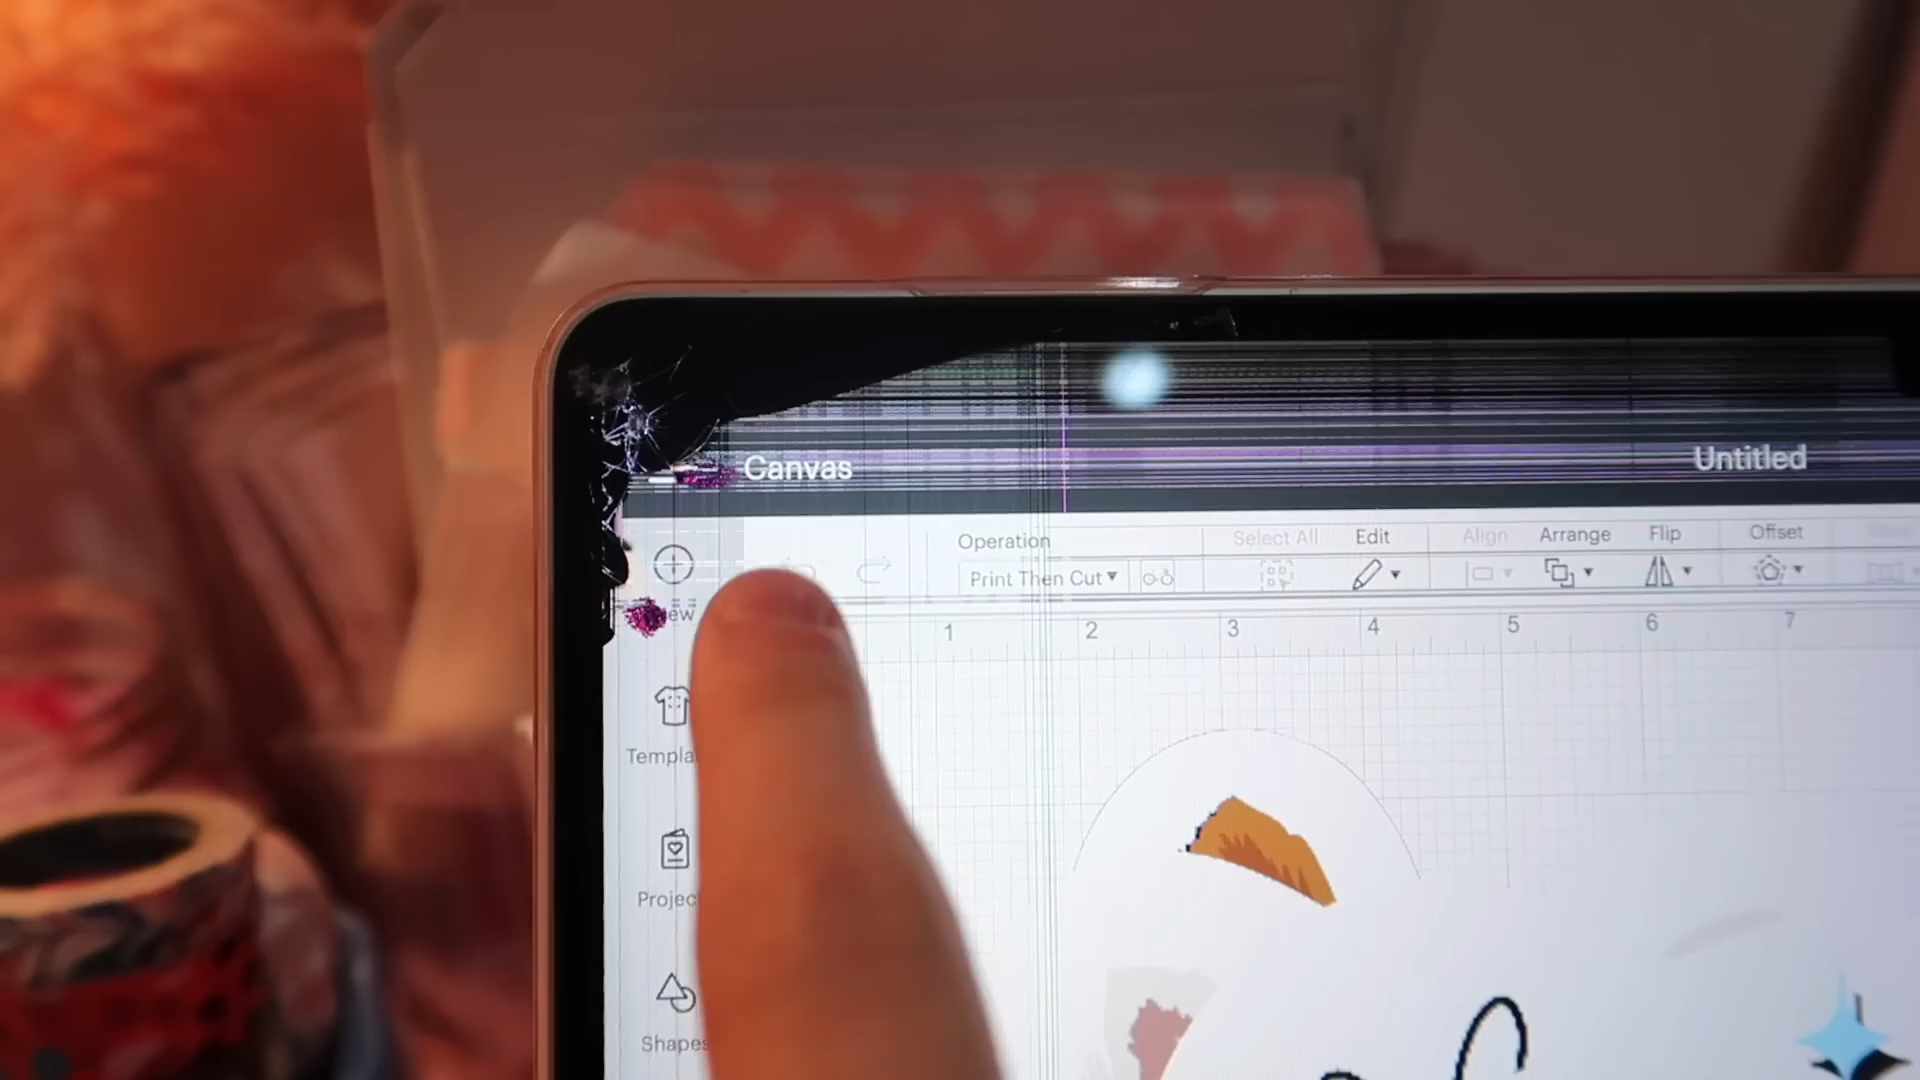 Canvas
Untitled
Operation
Select All
Edit
Align
Arrange
Flip
Offset
Print Then Cut
1
2
3
4
5
6
7
ew
Templa
Projec
Shapes